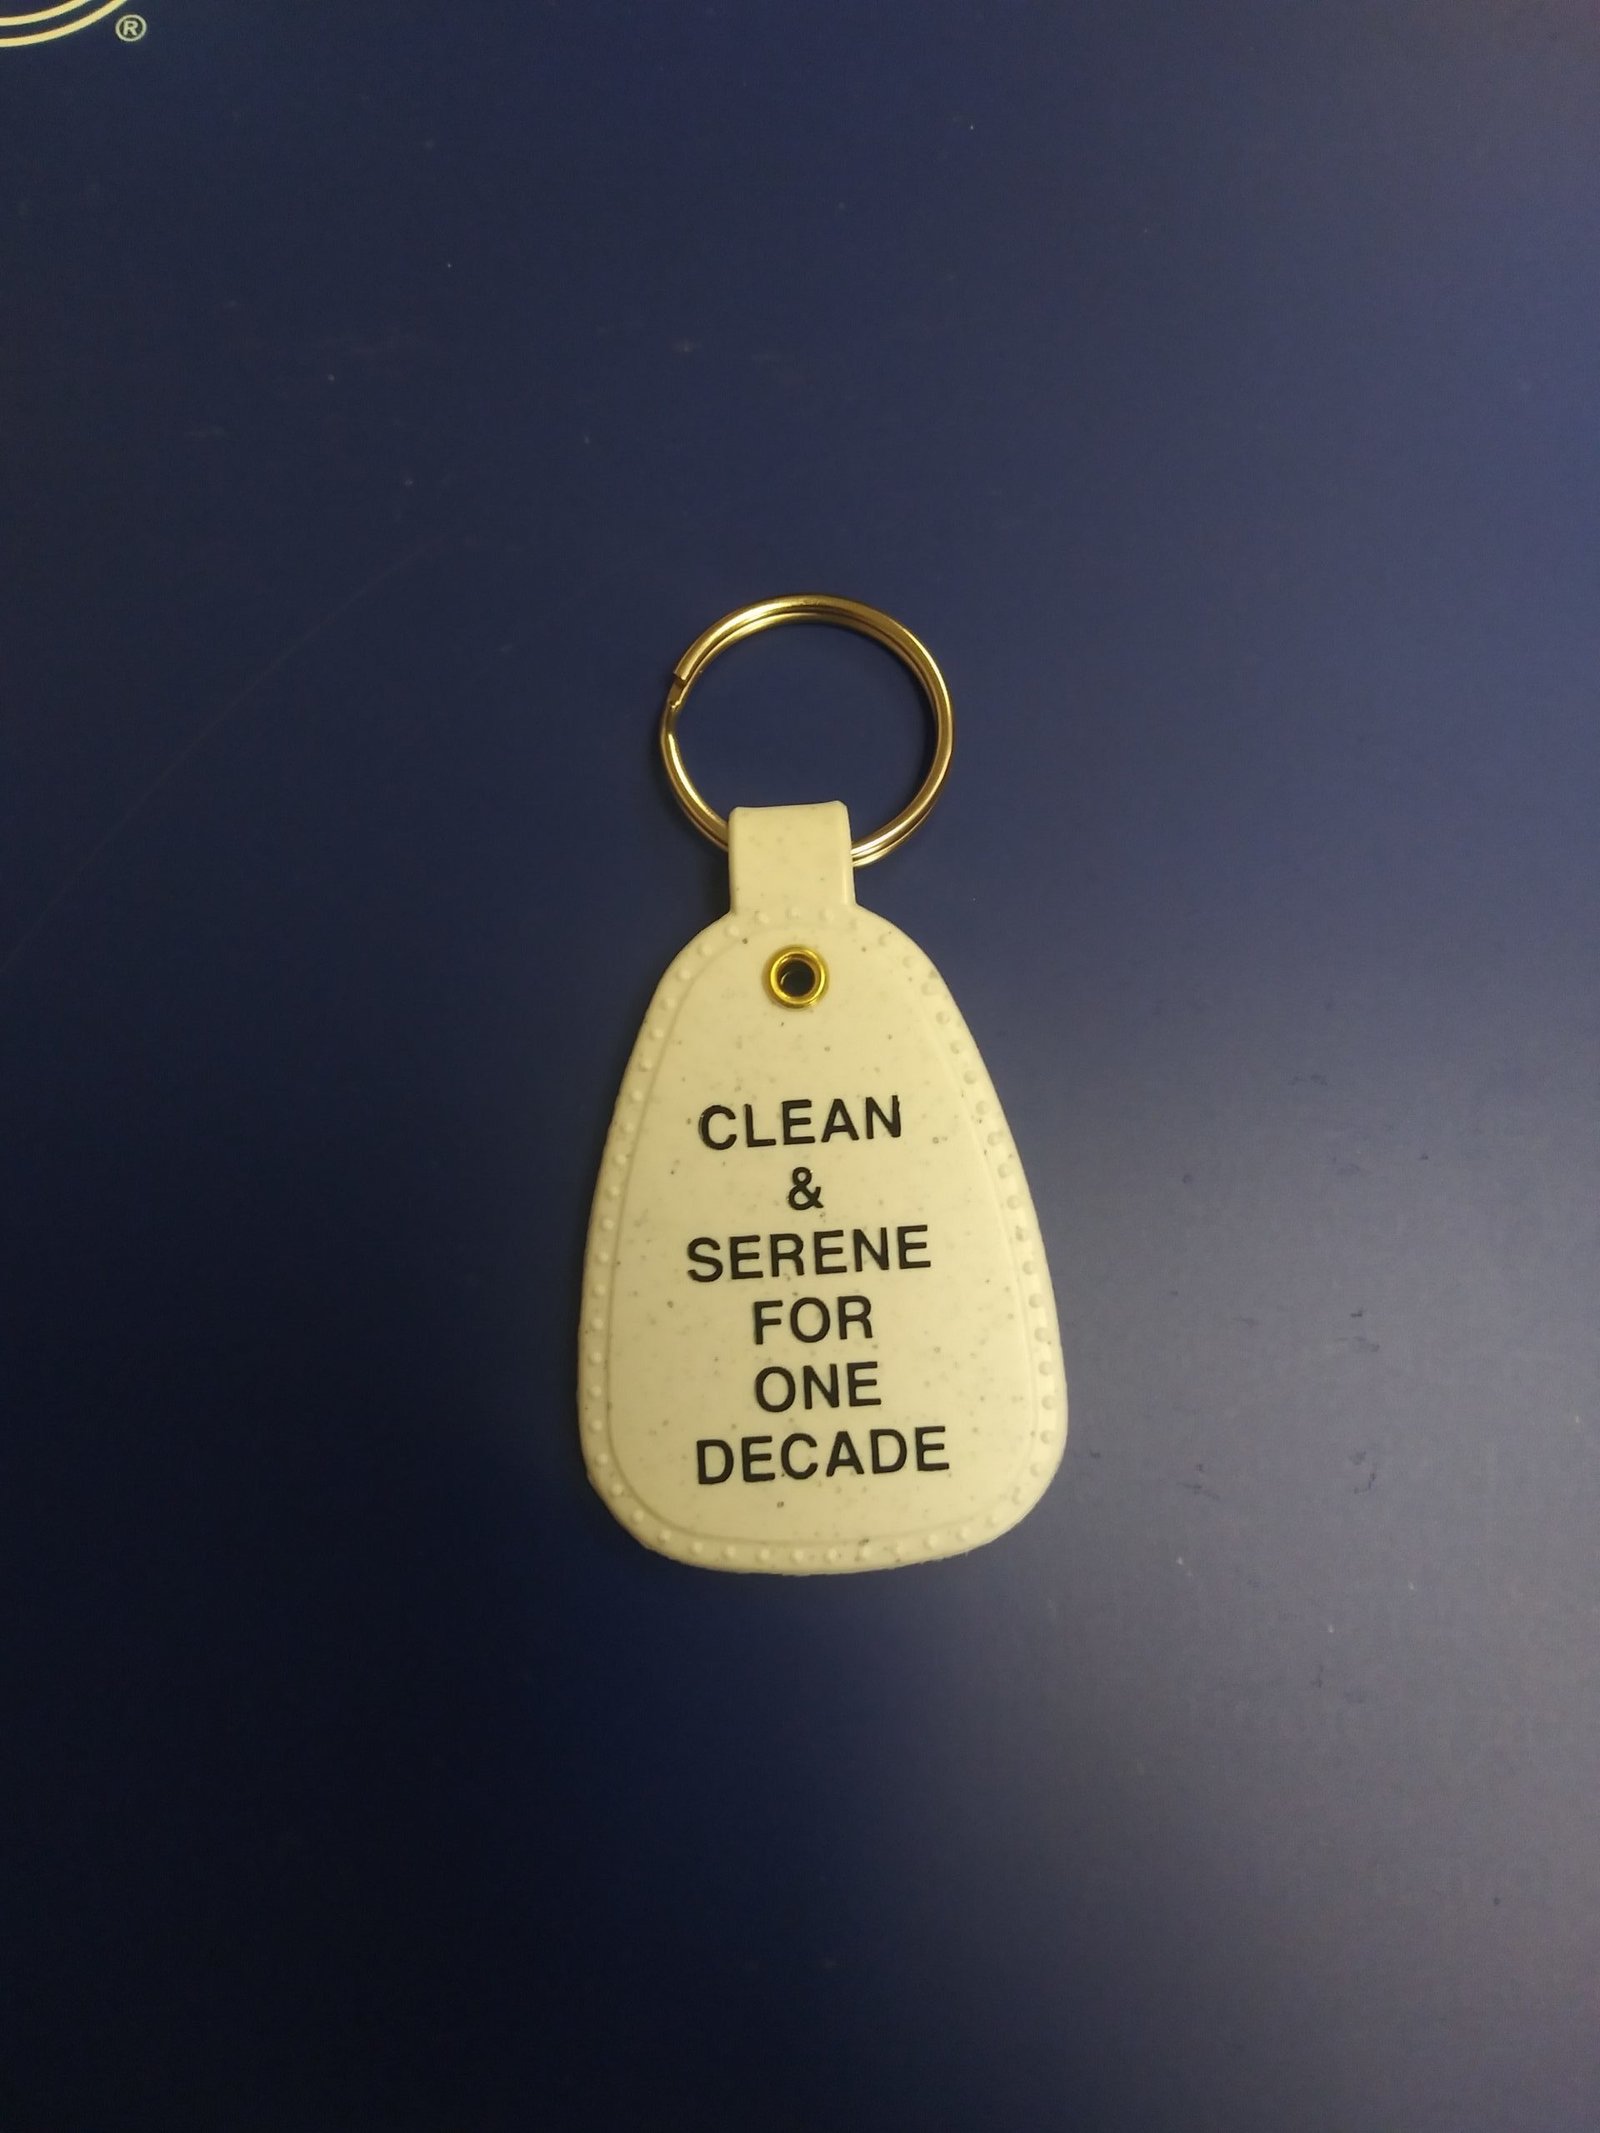 ®
CLEAN
&
SERENE
FOR
ONE
DECADE